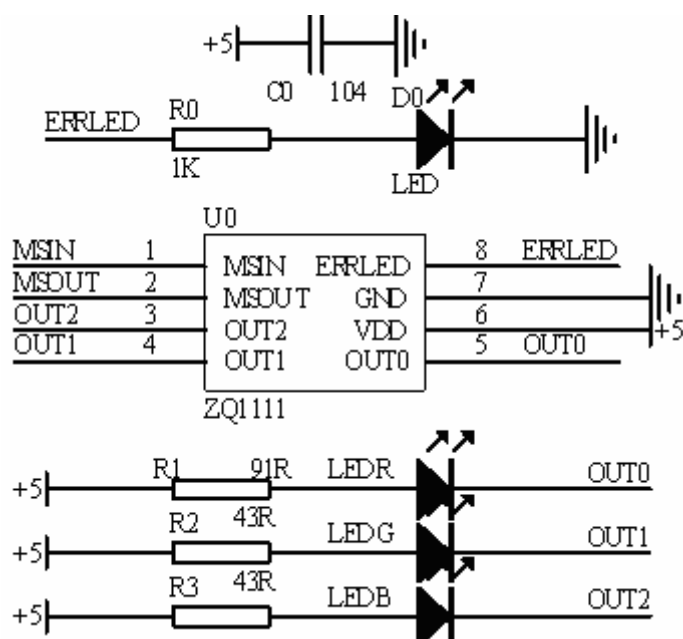 +5
C0 104
R0 D0
ERRLED
1K LED
U0
MSIN 1 MSIN ERRLED 8 ERRLED
MSOUT 2 MSOUT GND 7
OUT2 3 OUT2 VDD 6 +5
OUT1 4 OUT1 OUT0 5 OUT0
ZQ1111
R1 91R LEDR OUT0
+5
R2 43R LEDG OUT1
+5
R3 43R LEDB OUT2
+5